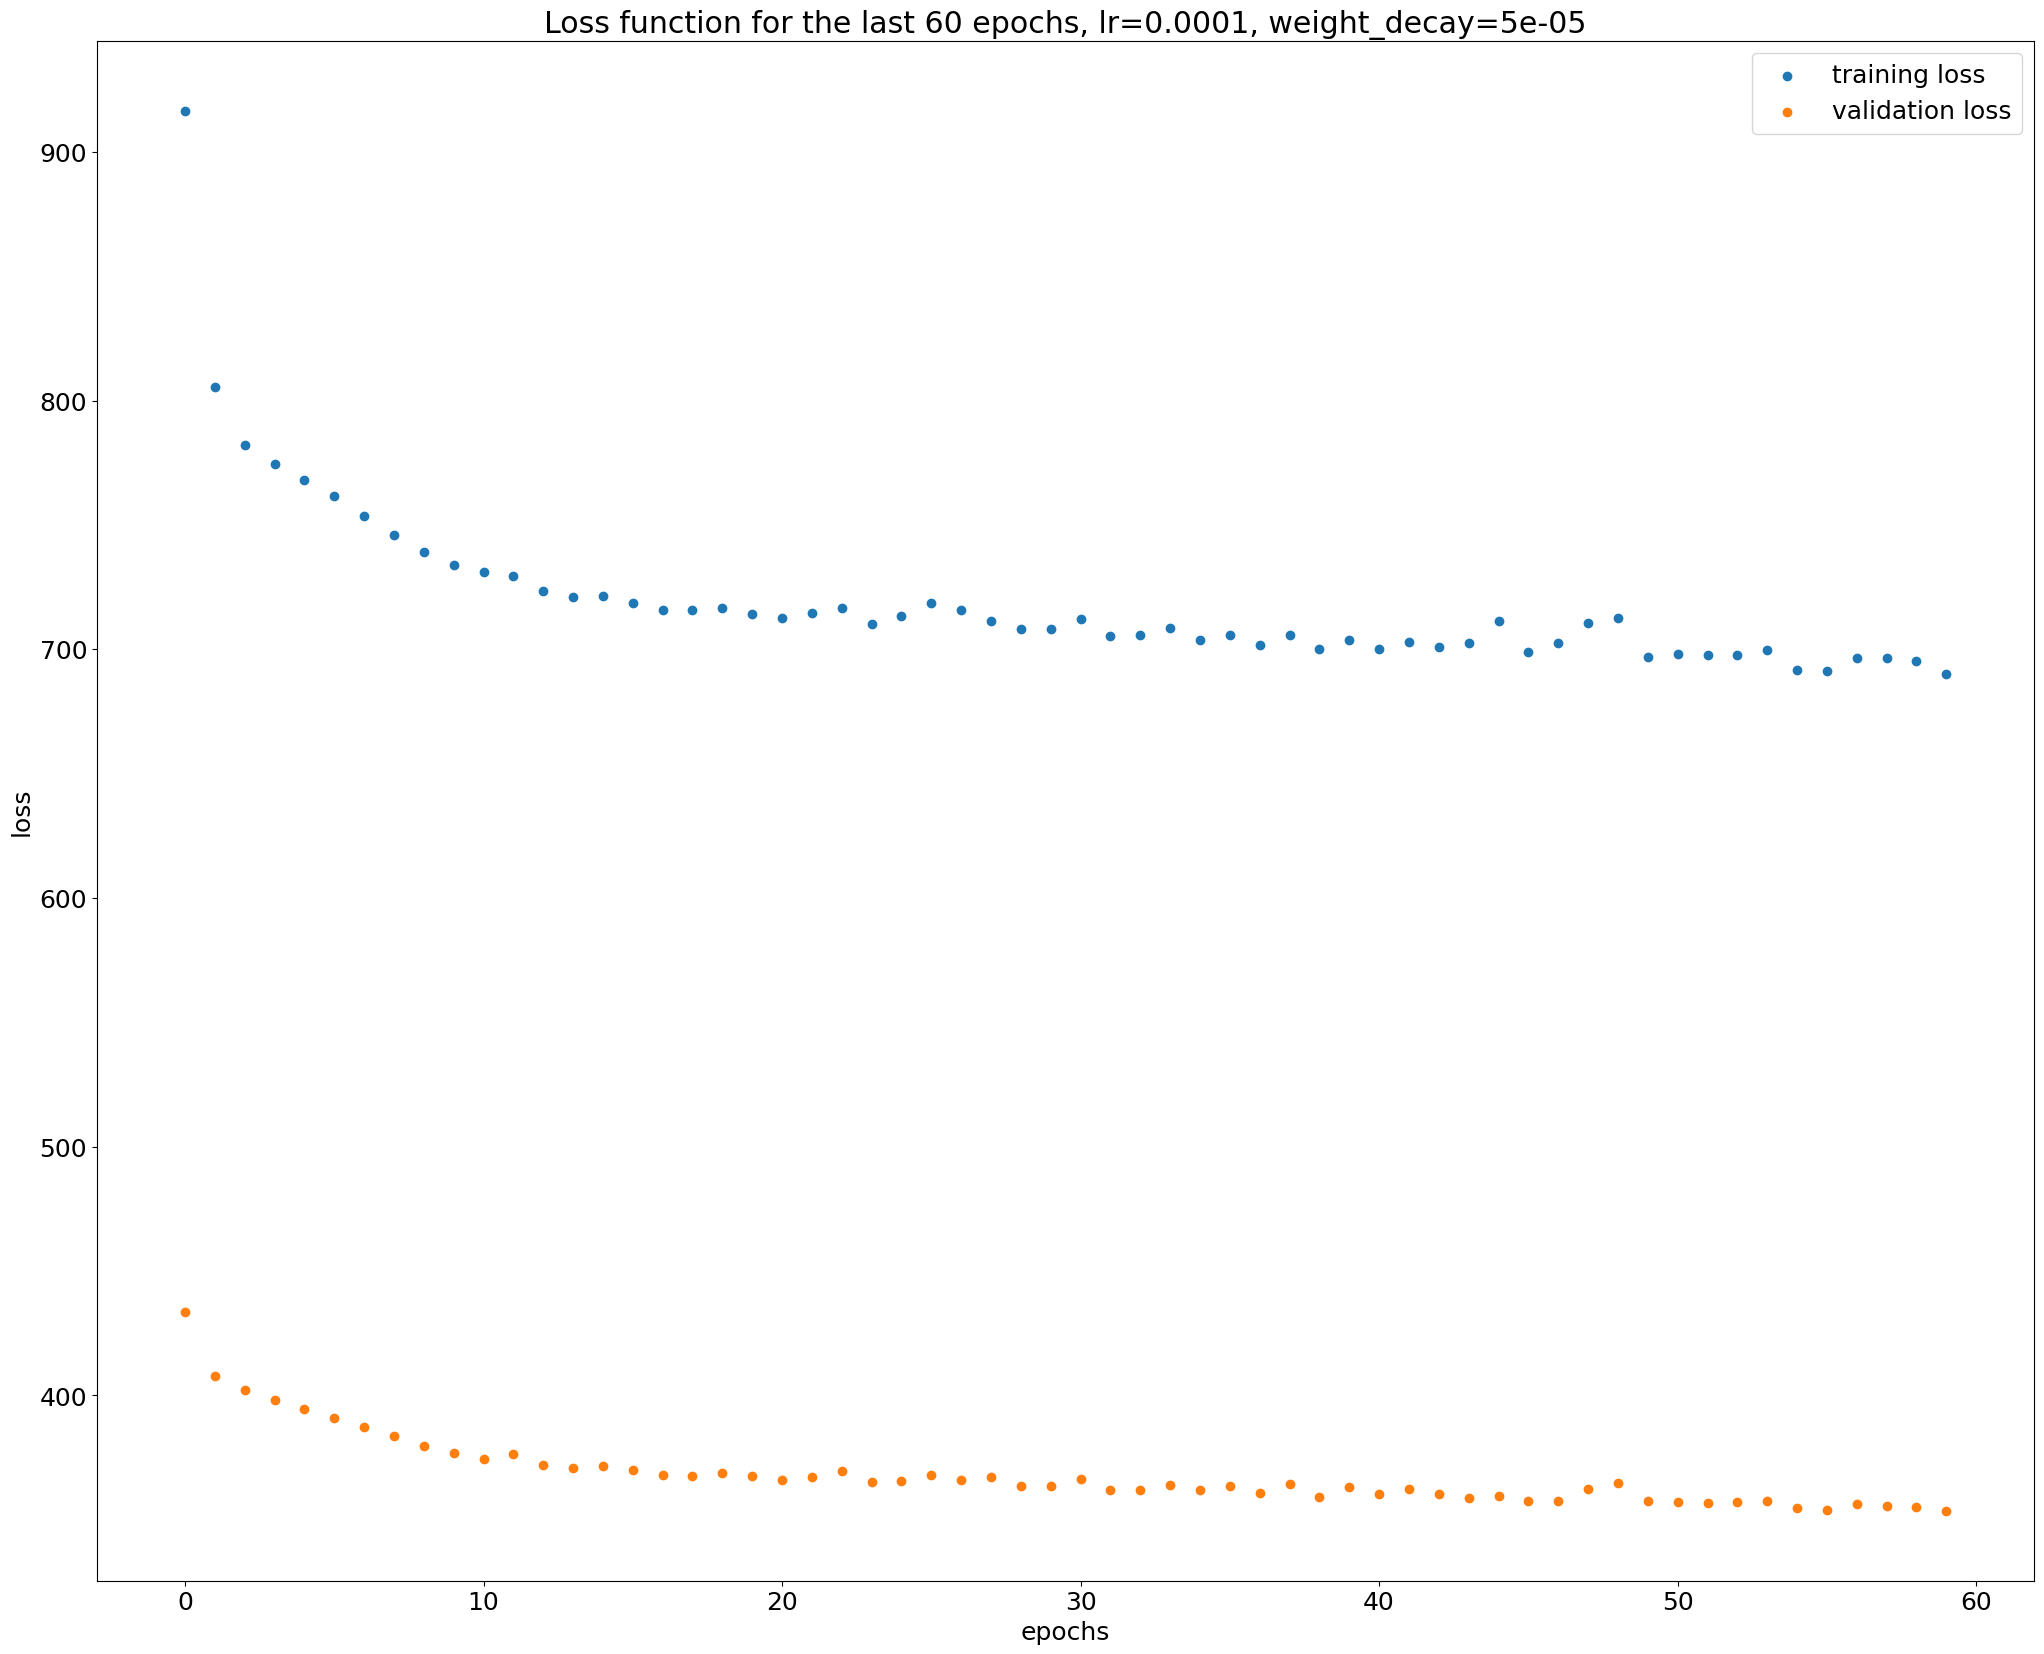 Loss function for the last 60 epochs, lr=0.0001, weight_decay=5e-05
training loss
validation loss
900
800
700
600
500
400
loss
0 10 20 30 40 50 60
epochs